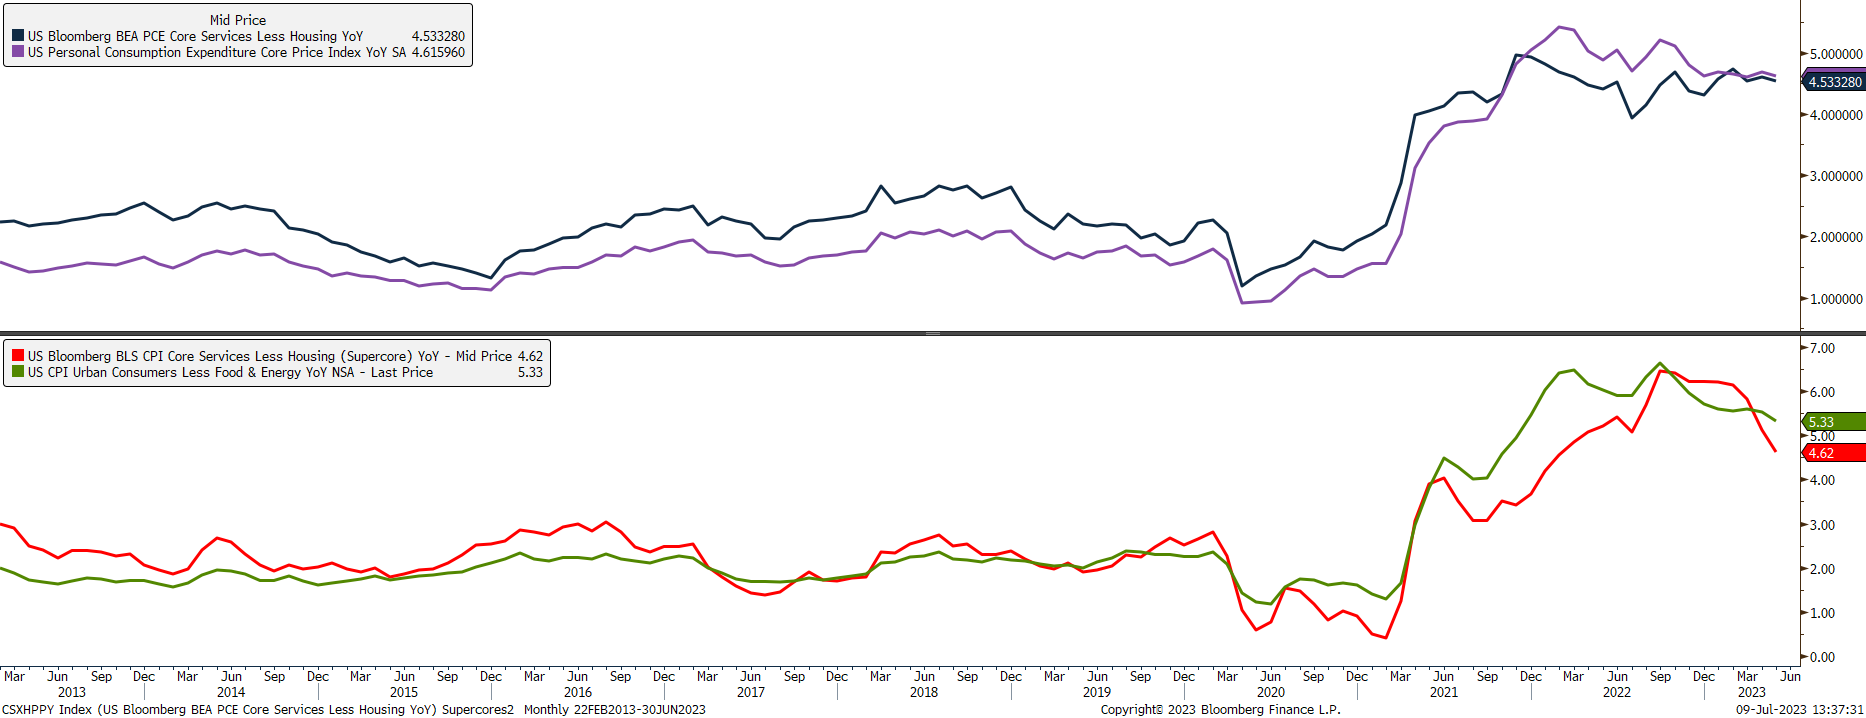 Mid Price
US Bloomberg BEA PCE Core Services Less Housing YoY 4.533280
US Personal Consumption Expenditure Core Price Index YoY SA 4.615960
5.000000
4.533280
4.000000
3.000000
2.000000
1.000000
US Bloomberg BLS CPI Core Services Less Housing (Supercore) YoY - Mid Price 4.62
US CPI Urban Consumers Less Food & Energy YoY NSA - Last Price 5.33
7.00
6.00
5.33
5.00
4.62
4.00
3.00
2.00
1.00
0.00
Mar Jun Sep Dec Mar Jun Sep Dec Mar Jun Sep Dec Mar Jun Sep Dec Mar Jun Sep Dec Mar Jun Sep Dec Mar Jun Sep Dec Mar Jun Sep Dec Mar Jun Sep Dec Mar Jun Sep Dec Mar Jun
2013 2014 2015 2016 2017 2018 2019 2020 2021 2022 2023
CSXHPPY Index (US Bloomberg BEA PCE Core Services Less Housing YoY) Supercores2 Monthly 22FEB2013-30JUN2023 Copyright© 2023 Bloomberg Finance L.P. 09-Jul-2023 13:37:31